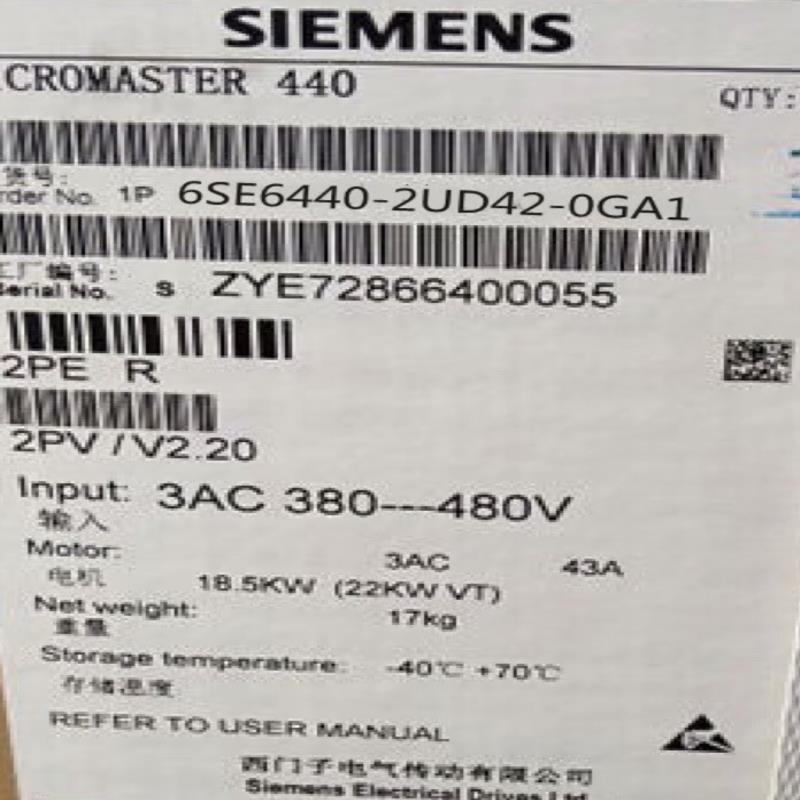 SIEMENS
CROMASTER 440
QTY:
货号:
rder No. 1P 6SE6440-2UD42-0GA1
工厂编号:
Serial No. S ZYE72866400055
2PE R
2PV/V2.20
Input: 3AC 380---480V
输入
Motor: 3AC 43A
电机 18.5KW (22KW VT)
Net weight: 17kg
重量
Storage temperature: -40℃ +70℃
存储温度
REFER TO USER MANUAL
西门子电气传动有限公司
Siemens Electrical Drives Ltd